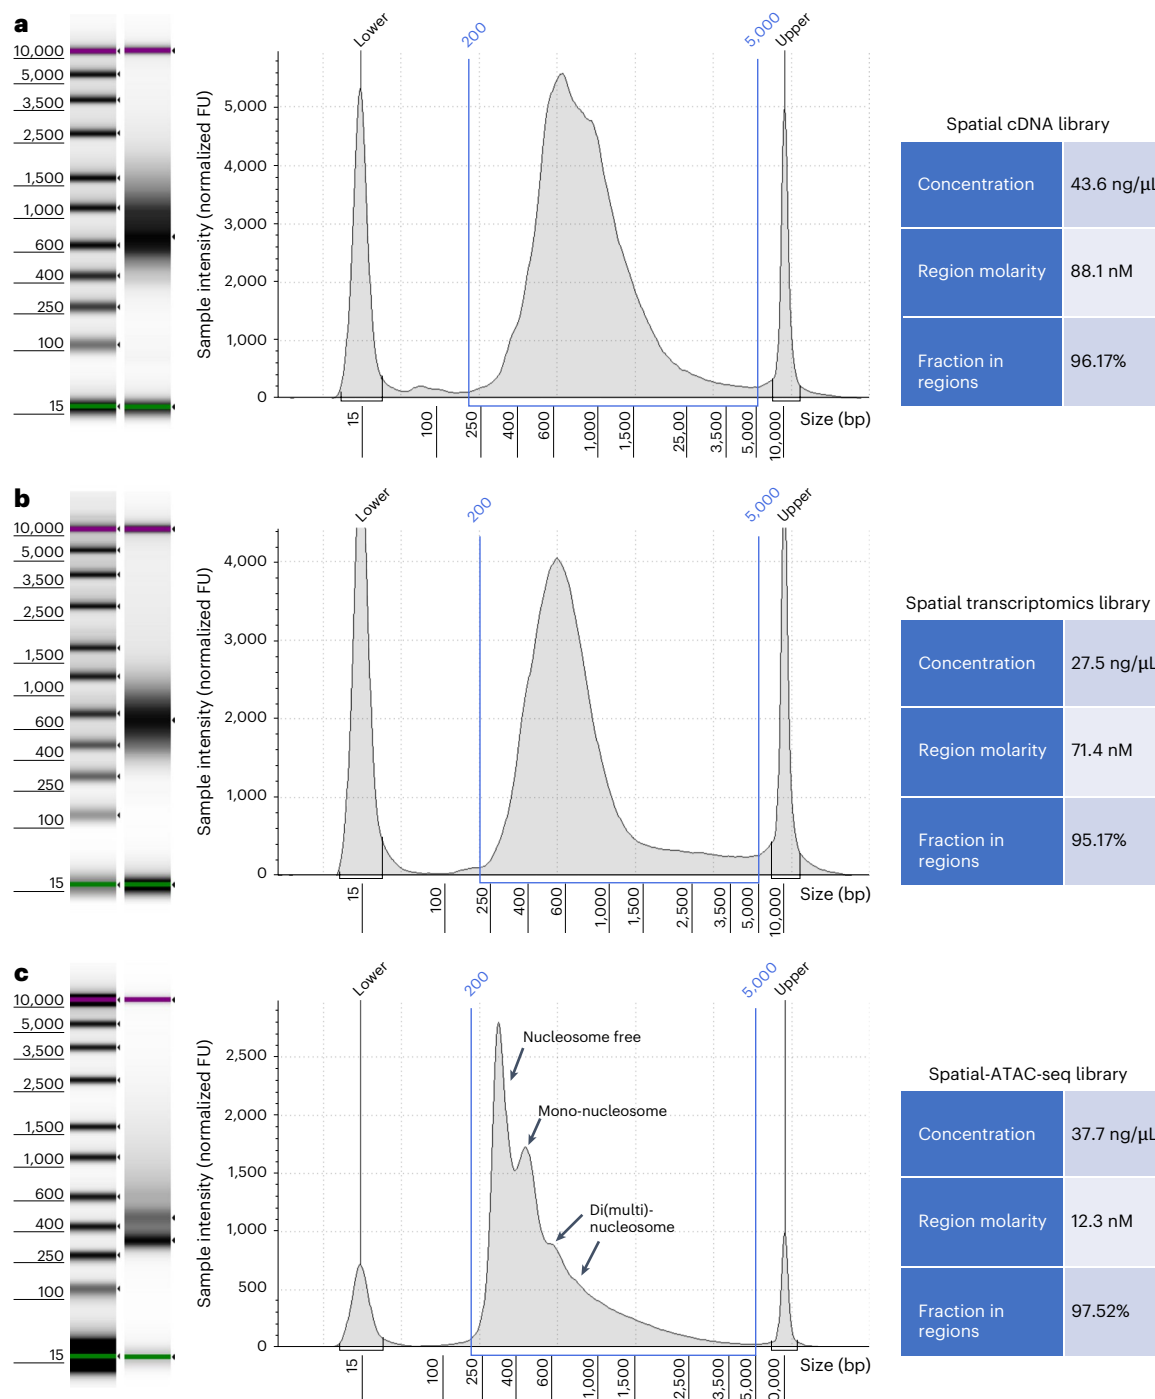 a
10,000
5,000
3,500
2,500
1,500
1,000
600
400
250
100
15
Sample intensity (normalized FU)
5,000
4,000
3,000
2,000
1,000
0
Lower
200
5,000
Upper
15
100
250
400
600
1,000
1,500
25,00
3,500
5,000
10,000
Size (bp)
Spatial cDNA library
Concentration
43.6 ng/μL
Region molarity
88.1 nM
Fraction in
regions
96.17%
b
10,000
5,000
3,500
2,500
1,500
1,000
600
400
250
100
15
Sample intensity (normalized FU)
4,000
3,000
2,000
1,000
0
Lower
200
5,000
Upper
15
100
250
400
600
1,000
1,500
2,500
3,500
5,000
10,000
Size (bp)
Spatial transcriptomics library
Concentration
27.5 ng/μL
Region molarity
71.4 nM
Fraction in
regions
95.17%
c
10,000
5,000
3,500
2,500
1,500
1,000
600
400
250
100
15
Sample intensity (normalized FU)
2,500
2,000
1,500
1,000
500
0
Lower
200
5,000
Upper
Nucleosome free
Mono-nucleosome
Di(multi)-
nucleosome
15
100
250
400
600
1,000
1,500
2,500
3,500
5,000
0,000
Size (bp)
Spatial-ATAC-seq library
Concentration
37.7 ng/μL
Region molarity
12.3 nM
Fraction in
regions
97.52%